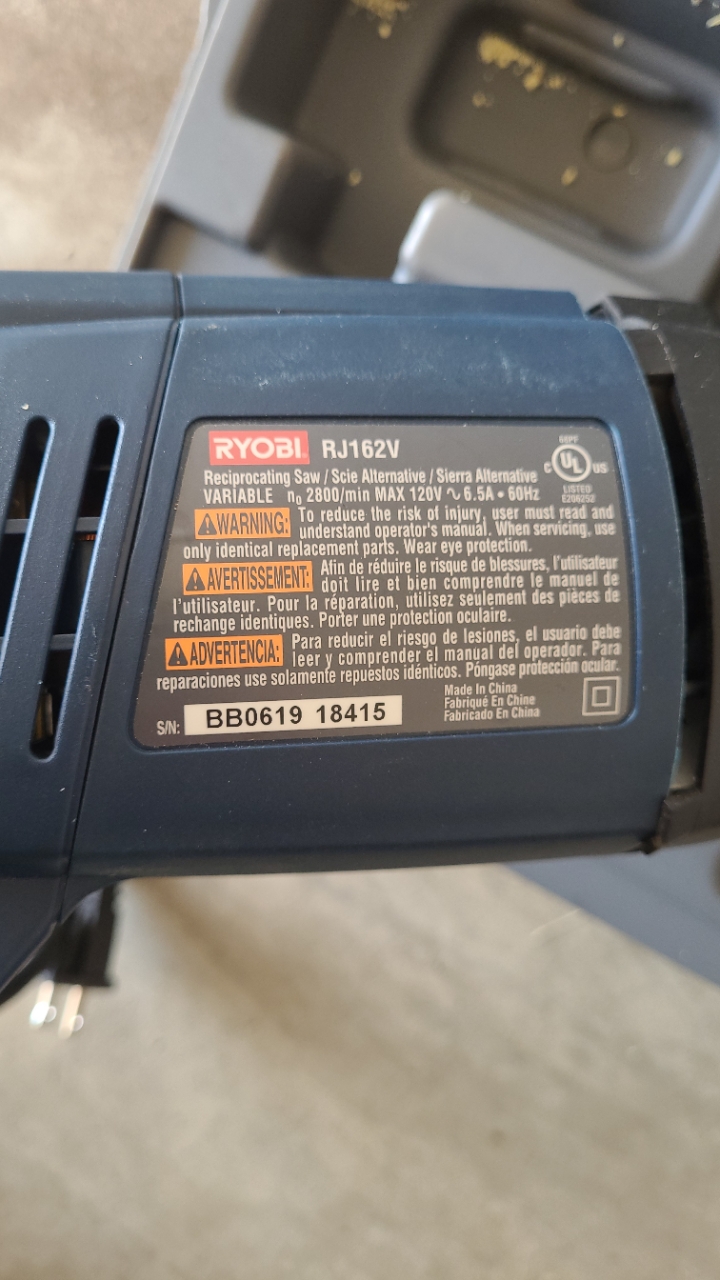 RYOBI RJ162V
Reciprocating Saw / Scie Alternative / Sierra Alternative
VARIABLE n₀ 2800/min MAX 120V ∿ 6.5A • 60Hz
68PF
C UL US
LISTED
E206252
⚠WARNING: To reduce the risk of injury, user must read and
understand operator's manual. When servicing, use
only identical replacement parts. Wear eye protection.
⚠AVERTISSEMENT: Afin de réduire le risque de blessures, l'utilisateur
doit lire et bien comprendre le manuel de
l'utilisateur. Pour la réparation, utilisez seulement des pièces de
rechange identiques. Porter une protection oculaire.
⚠ADVERTENCIA: Para reducir el riesgo de lesiones, el usuario debe
leer y comprender el manual del operador. Para
reparaciones use solamente repuestos idénticos. Póngase protección ocular.
S/N: BB0619 18415
Made In China
Fabriqué En Chine
Fabricado En China